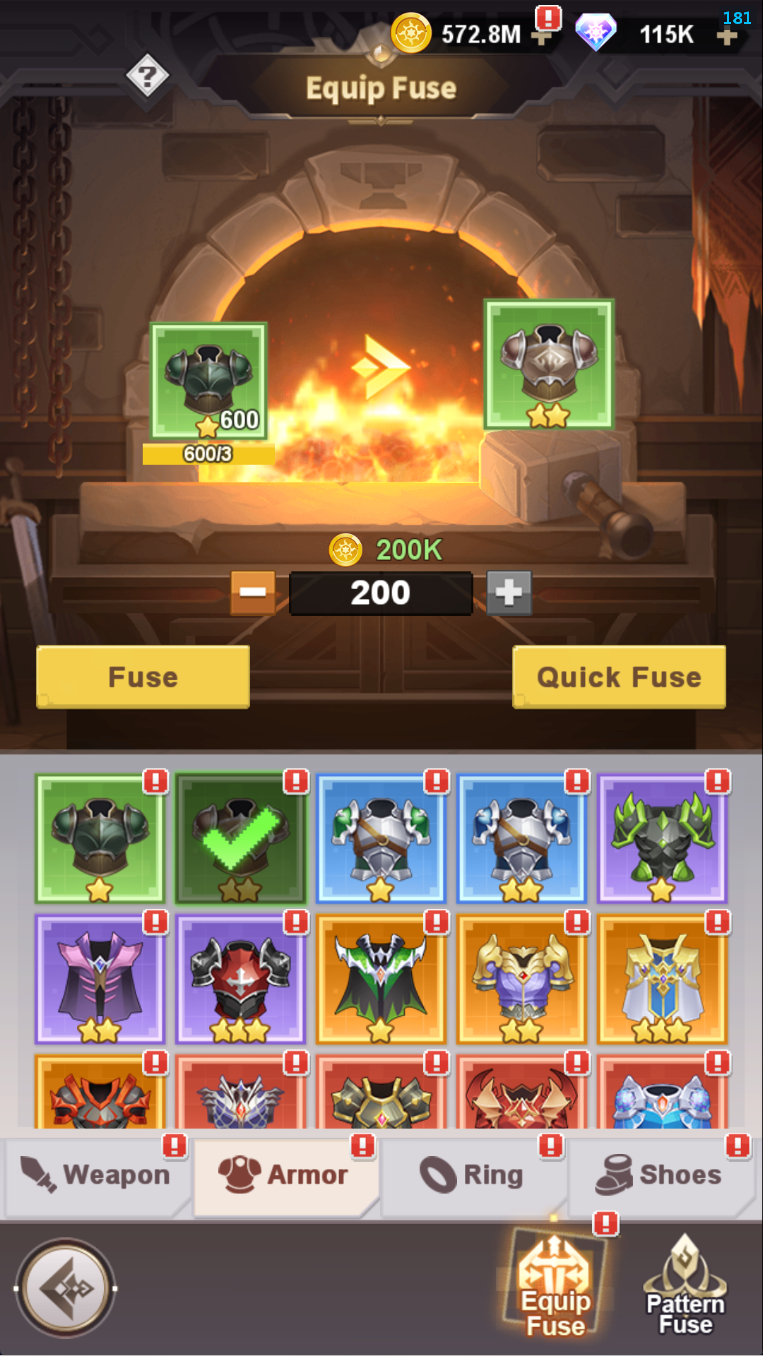 181
572.8M
115K
?
Equip Fuse
600
600/3
200K
200
Fuse
Quick Fuse
Weapon
Armor
Ring
Shoes
Equip
Fuse
Pattern
Fuse